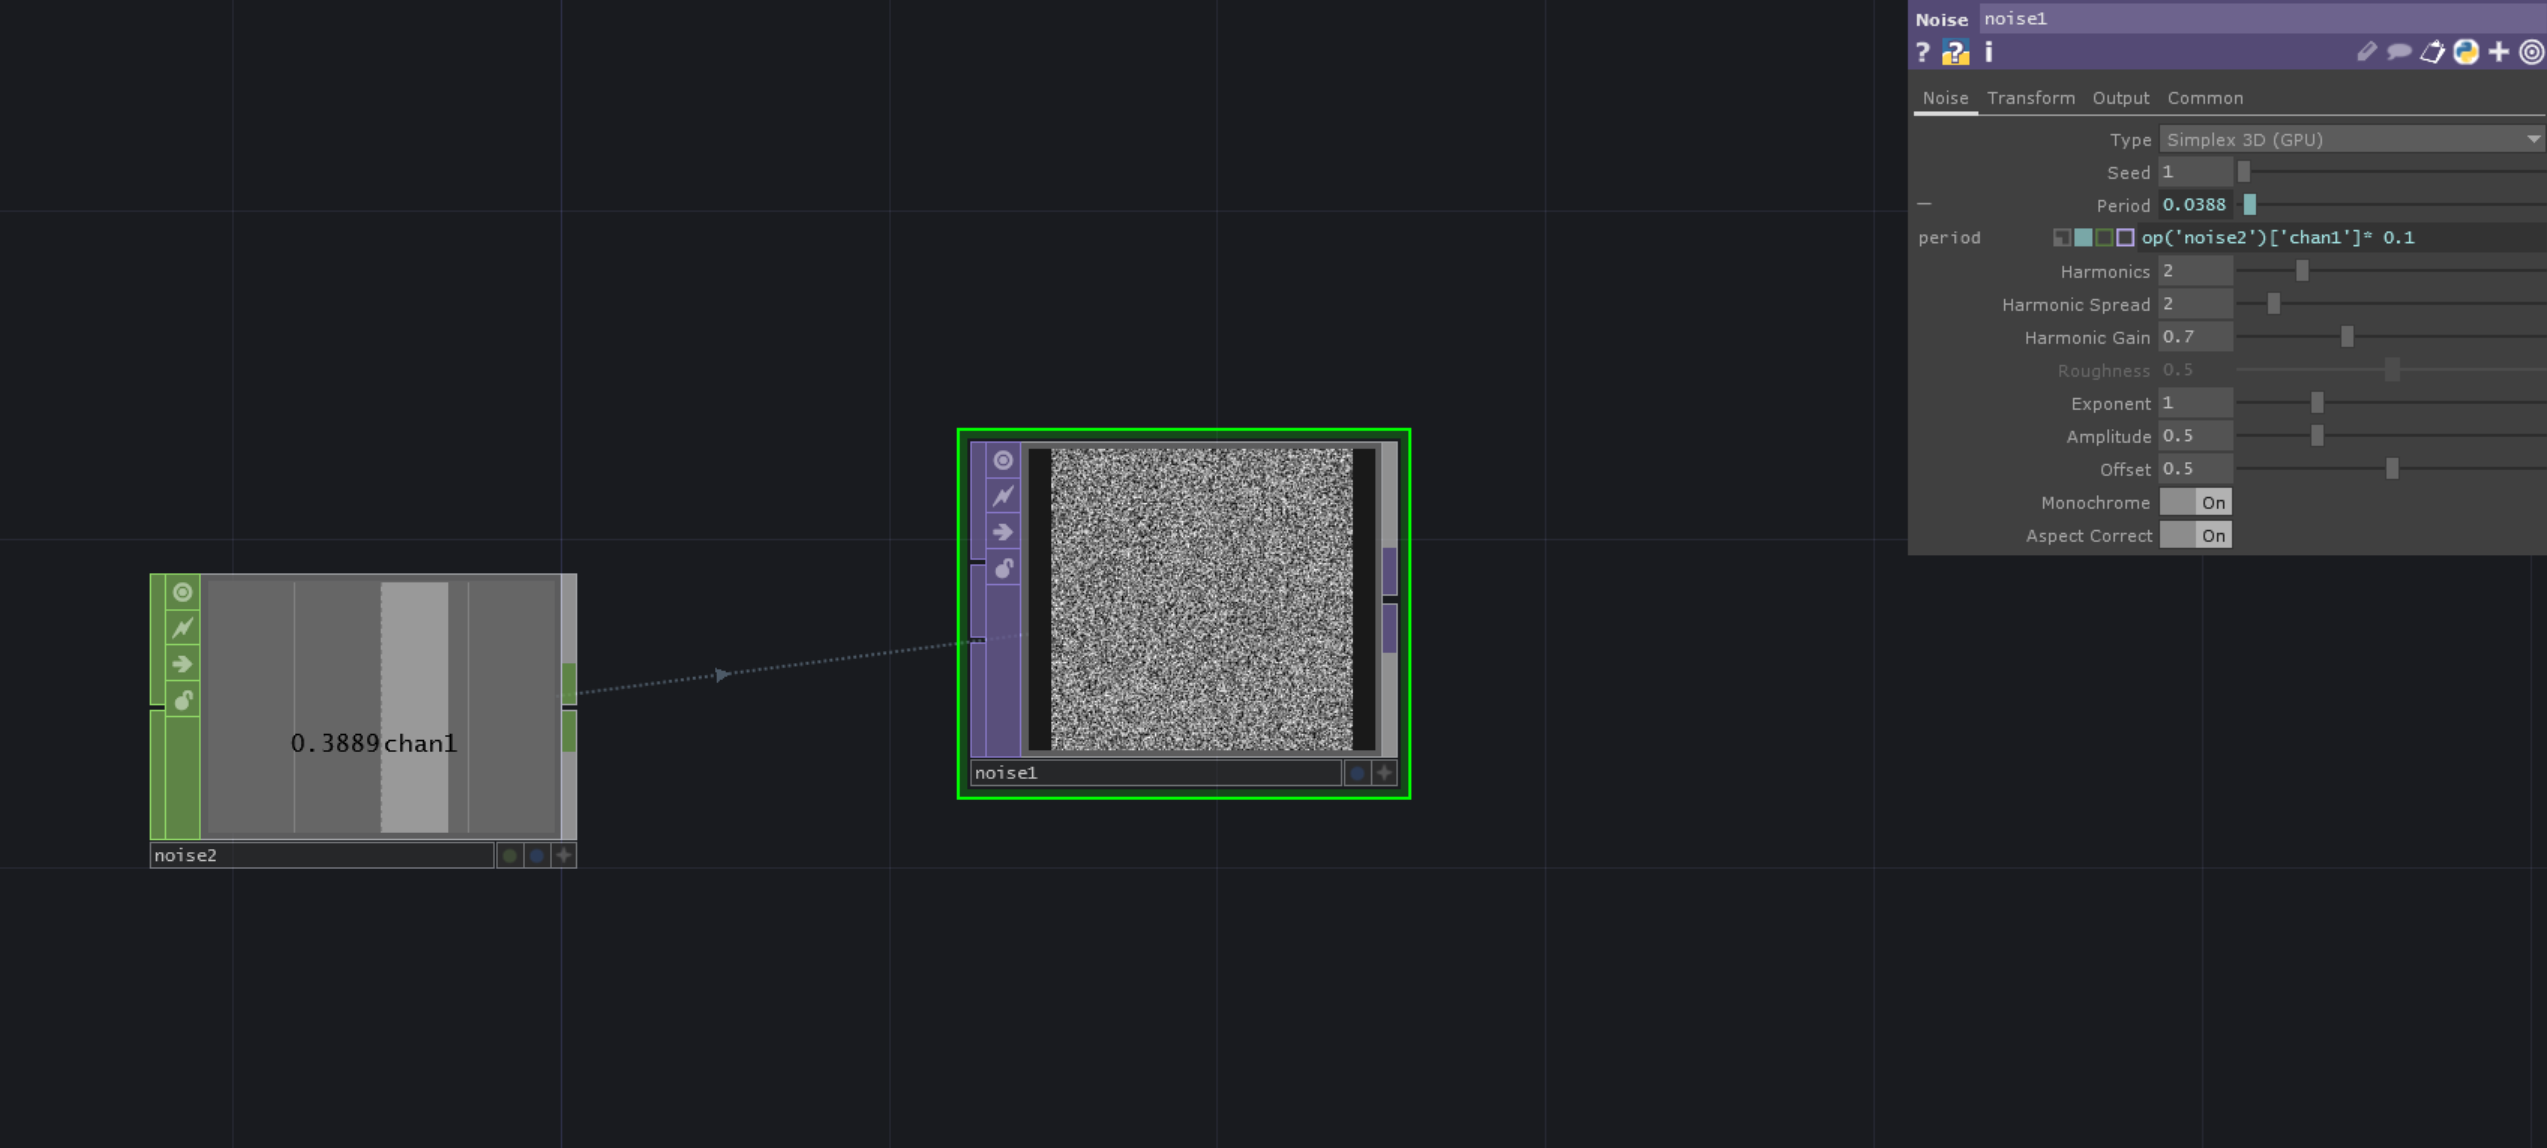 Noise noise1
? ? i
Noise Transform Output Common
Type Simplex 3D (GPU)
Seed 1
Period 0.0388
period op('noise2')['chan1']* 0.1
Harmonics 2
Harmonic Spread 2
Harmonic Gain 0.7
Roughness 0.5
Exponent 1
Amplitude 0.5
Offset 0.5
Monochrome On
Aspect Correct On
noise1
0.3889 chan1
noise2